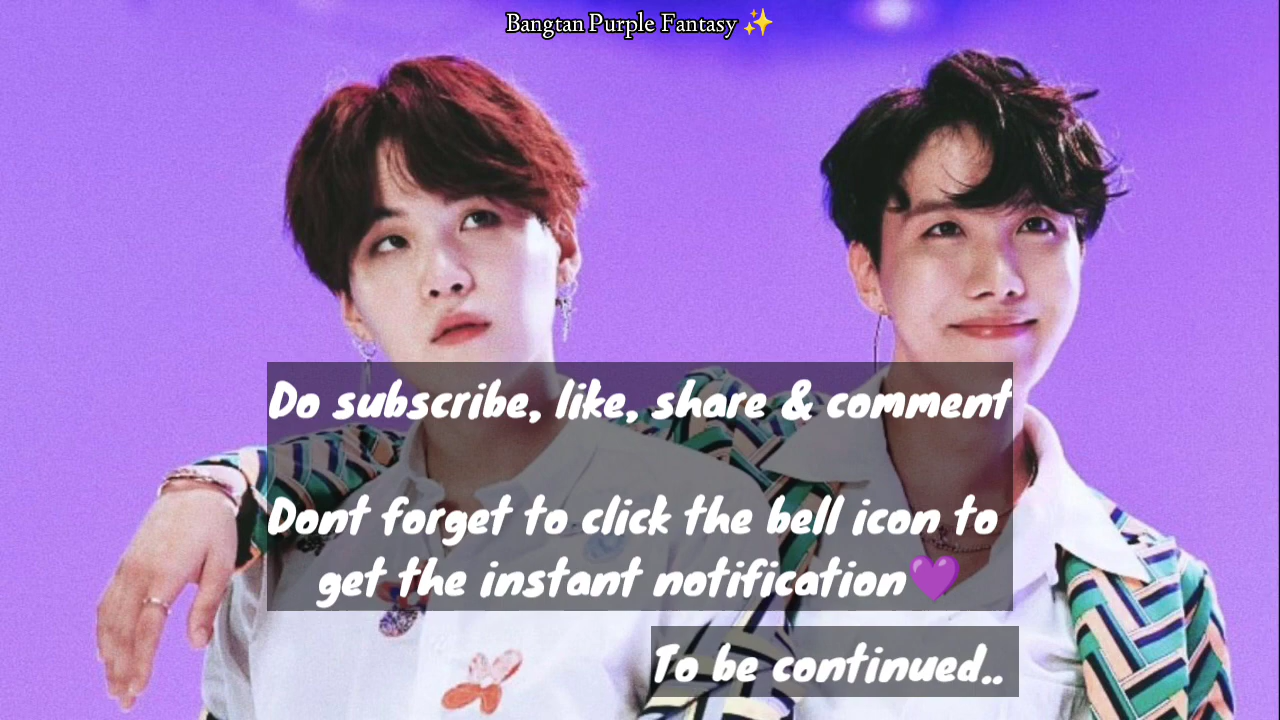 Bangtan Purple Fantasy ✨
Do subscribe, like, share & comment
Dont forget to click the bell icon to
get the instant notification💜
To be continued..